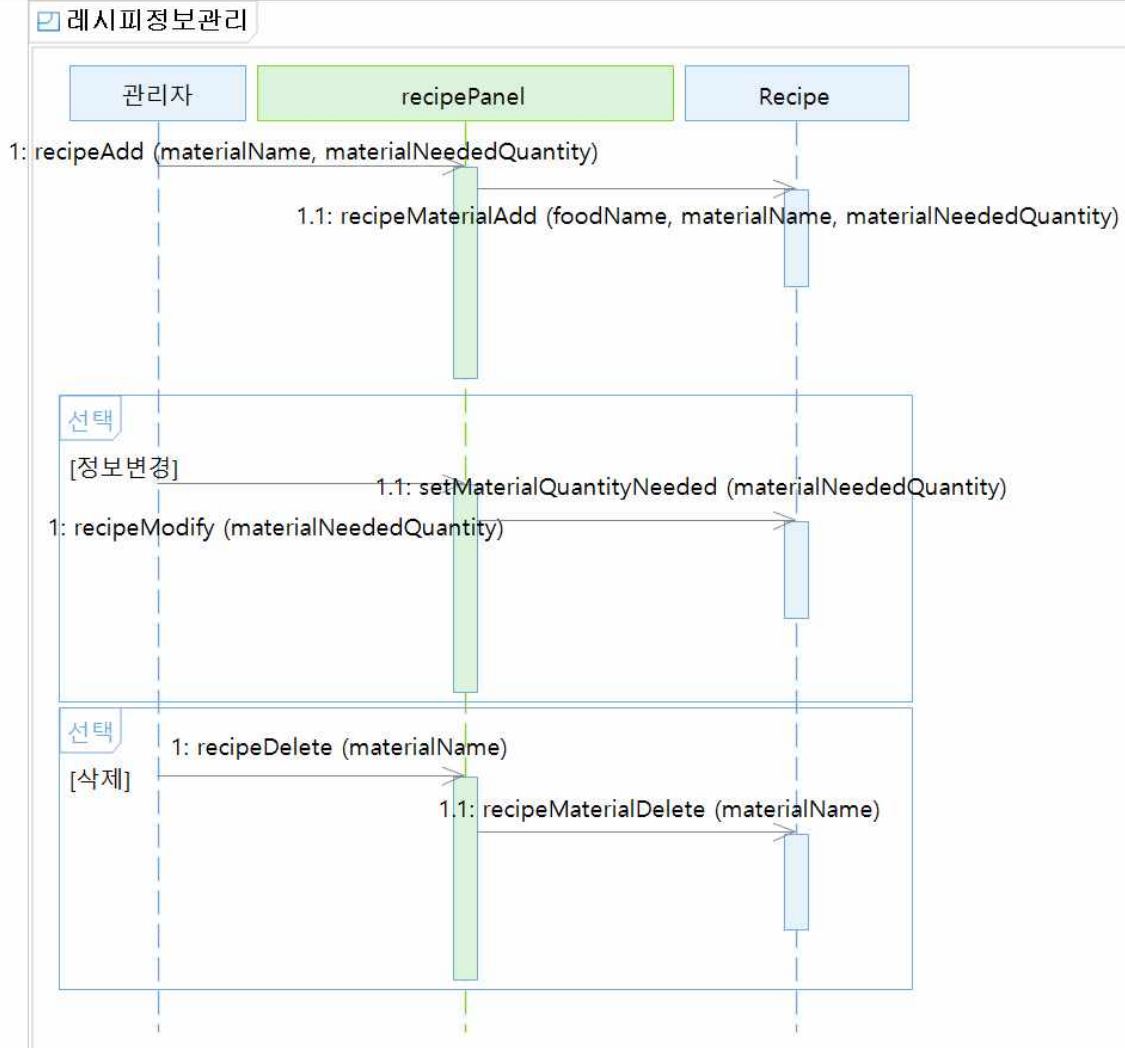 레시피정보관리
관리자
recipePanel
Recipe
1: recipeAdd (materialName, materialNeededQuantity)
1.1: recipeMaterialAdd (foodName, materialName, materialNeededQuantity)
선택
[정보변경]
1.1: setMaterialQuantityNeeded (materialNeededQuantity)
1: recipeModify (materialNeededQuantity)
선택
1: recipeDelete (materialName)
[삭제]
1.1: recipeMaterialDelete (materialName)